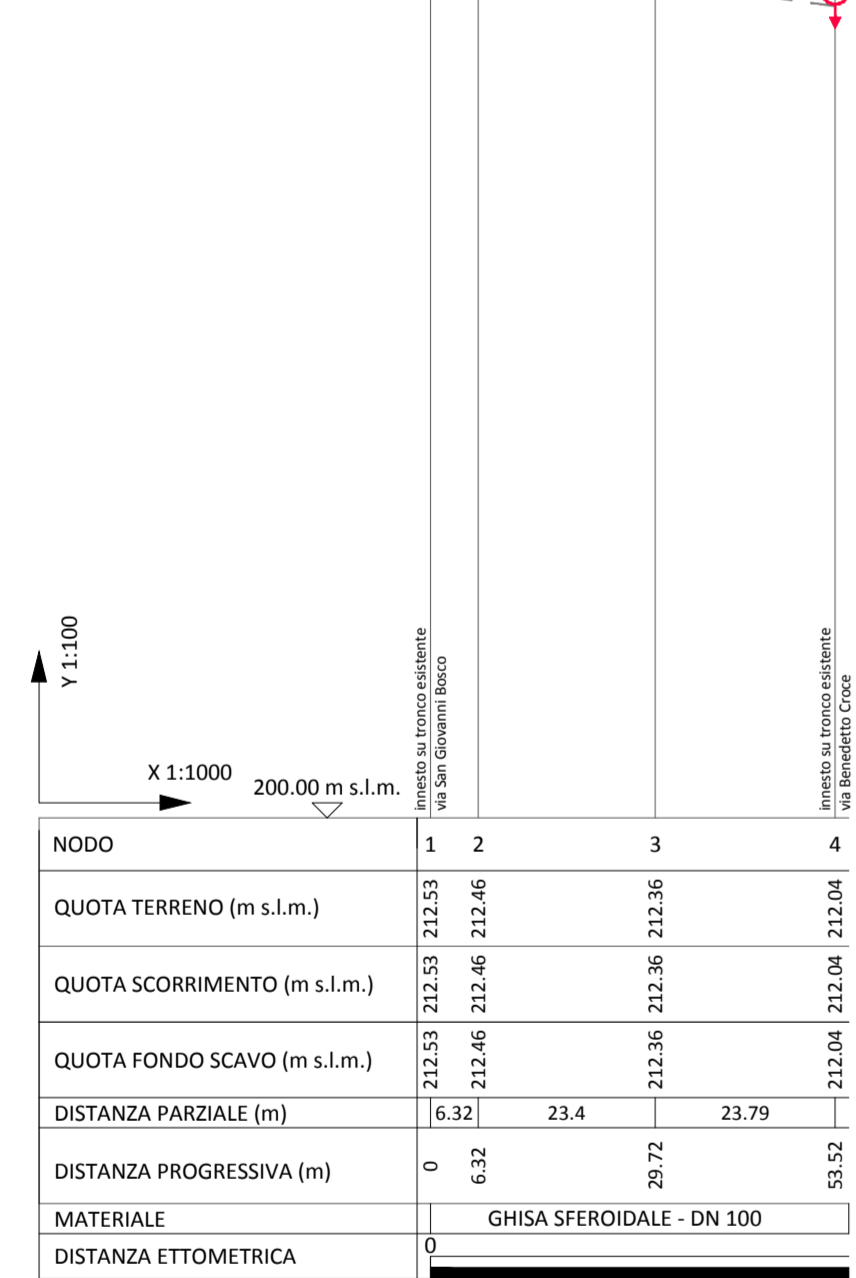 Y 1:100
X 1:1000
200.00 m s.l.m.
innesto su tronco esistente
via San Giovanni Bosco
innesto su tronco esistente
via Benedetto Croce
NODO 1 2 3 4
QUOTA TERRENO (m s.l.m.) 212.53 212.46 212.36 212.04
QUOTA SCORRIMENTO (m s.l.m.) 212.53 212.46 212.36 212.04
QUOTA FONDO SCAVO (m s.l.m.) 212.53 212.46 212.36 212.04
DISTANZA PARZIALE (m) 6.32 23.4 23.79
DISTANZA PROGRESSIVA (m) 0 6.32 29.72 53.52
MATERIALE GHISA SFEROIDALE - DN 100
DISTANZA ETTOMETRICA 0